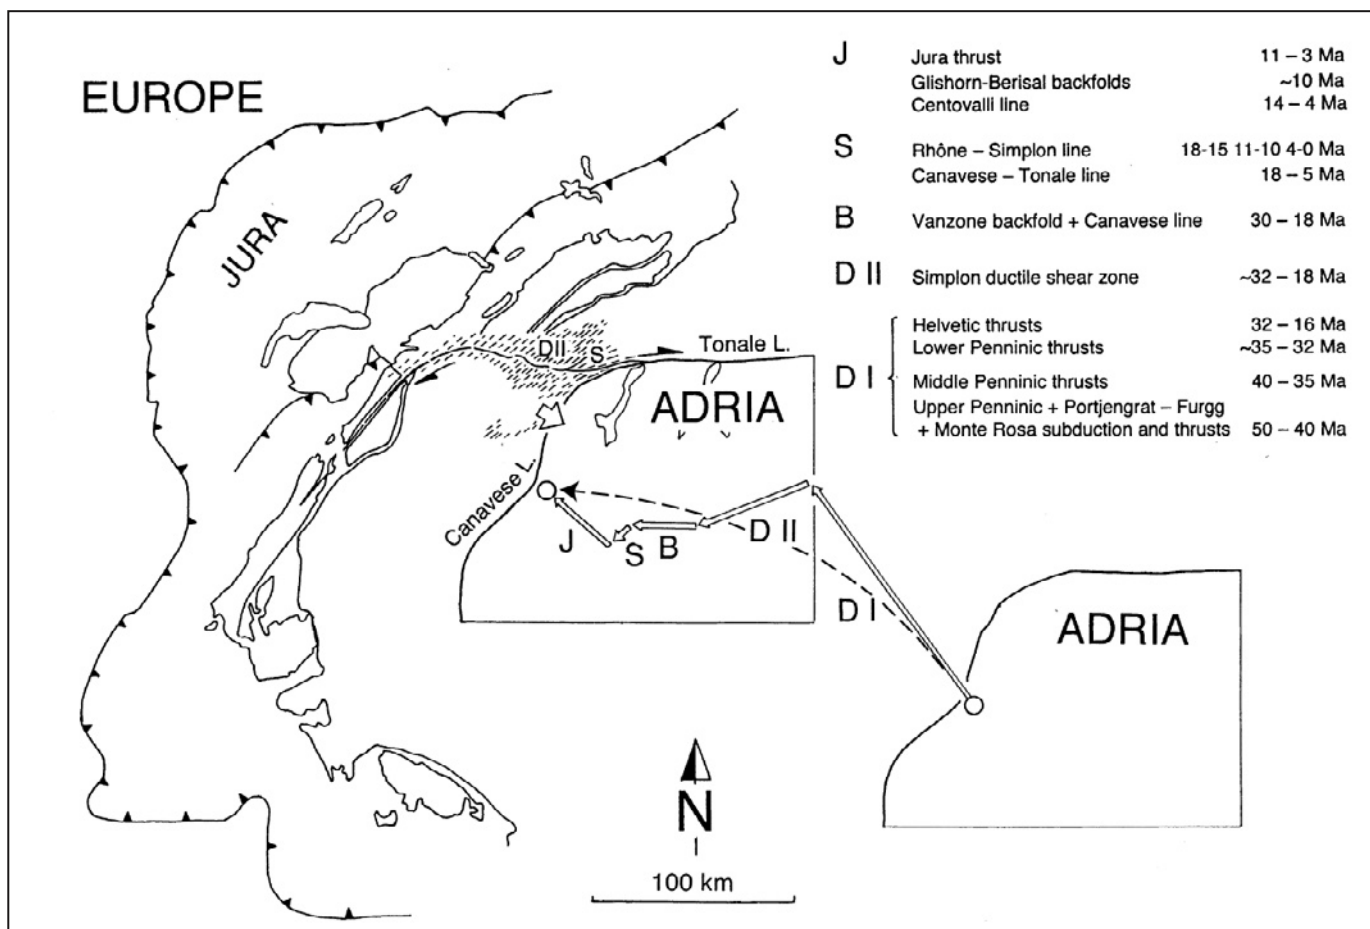 EUROPE
JURA
J Jura thrust 11 – 3 Ma
Glishorn-Berisal backfolds ~10 Ma
Centovalli line 14 – 4 Ma
S Rhône – Simplon line 18-15 11-10 4-0 Ma
Canavese – Tonale line 18 – 5 Ma
B Vanzone backfold + Canavese line 30 – 18 Ma
D II Simplon ductile shear zone ~32 – 18 Ma
D I
Helvetic thrusts 32 – 16 Ma
Lower Penninic thrusts ~35 – 32 Ma
Middle Penninic thrusts 40 – 35 Ma
Upper Penninic + Portjengrat – Furgg
+ Monte Rosa subduction and thrusts 50 – 40 Ma
DII S
Tonale L.
ADRIA
Canavese L.
J S B D II
D I
ADRIA
N
100 km